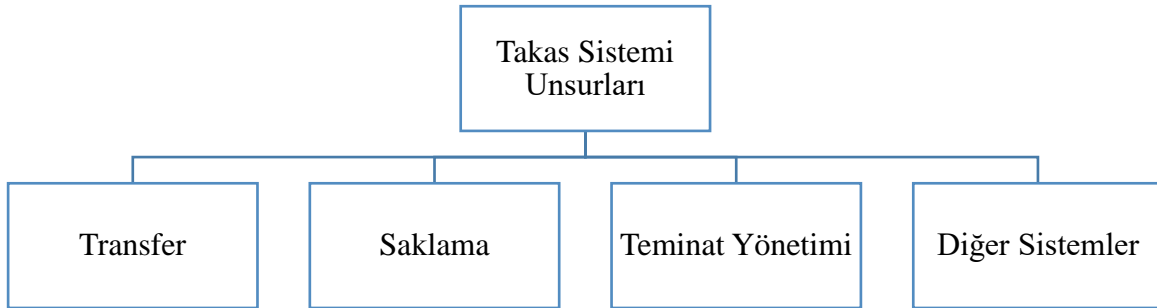 Takas Sistemi
Unsurları
Transfer
Saklama
Teminat Yönetimi
Diğer Sistemler